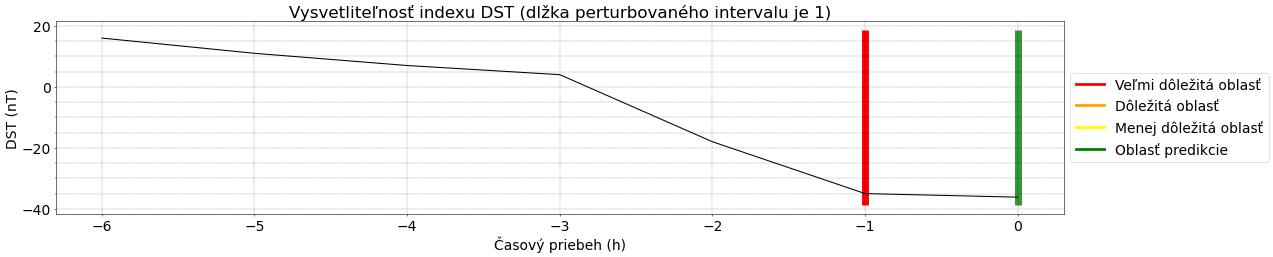 Vysvetliteľnosť indexu DST (dĺžka perturbovaného intervalu je 1)
20
0
−20
−40
DST (nT)
−6 −5 −4 −3 −2 −1 0
Časový priebeh (h)
Veľmi dôležitá oblasť
Dôležitá oblasť
Menej dôležitá oblasť
Oblasť predikcie